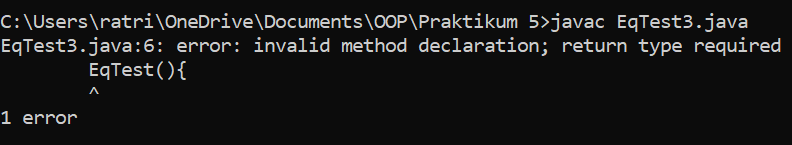 C:\Users\ratri\OneDrive\Documents\OOP\Praktikum 5>javac EqTest3.java
EqTest3.java:6: error: invalid method declaration; return type required
        EqTest(){
        ^
1 error